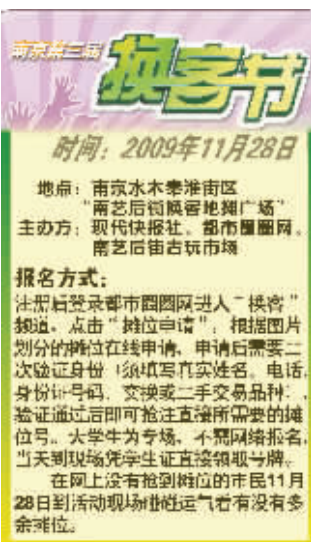 南京第三届
换客节
时间：2009年11月28日
地点：南京水木秦淮街区
“南艺后街换客地摊广场”
主办方：现代快报社、都市圈圈网、
南艺后街古玩市场
报名方式：
注册后登录都市圈圈网进入“换客”
频道，点击“摊位申请”，根据图片
划分的摊位在线申请，申请后需要二
次验证身份（须填写真实姓名、电话、
身份证号码、交换或二手交易品种），
验证通过后即可抢注直接所需要的摊
位号。大学生为专场，不需网络报名，
当天到现场凭学生证直接领取号牌。
在网上没有抢到摊位的市民11月
28日到活动现场碰碰运气看有没有多
余摊位。